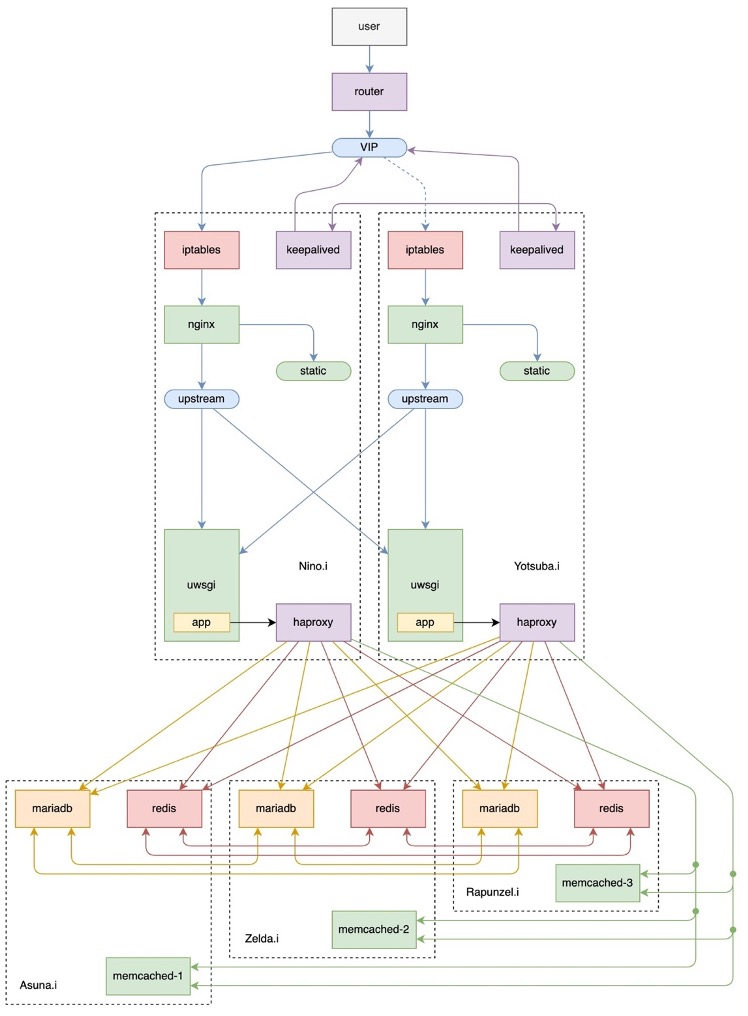 user
router
VIP
iptables
keepalived
iptables
keepalived
nginx
nginx
static
static
upstream
upstream
Nino.i
Yotsuba.i
uwsgi
uwsgi
app
haproxy
app
haproxy
mariadb
redis
mariadb
redis
mariadb
redis
memcached-3
Rapunzel.i
memcached-2
Zelda.i
memcached-1
Asuna.i